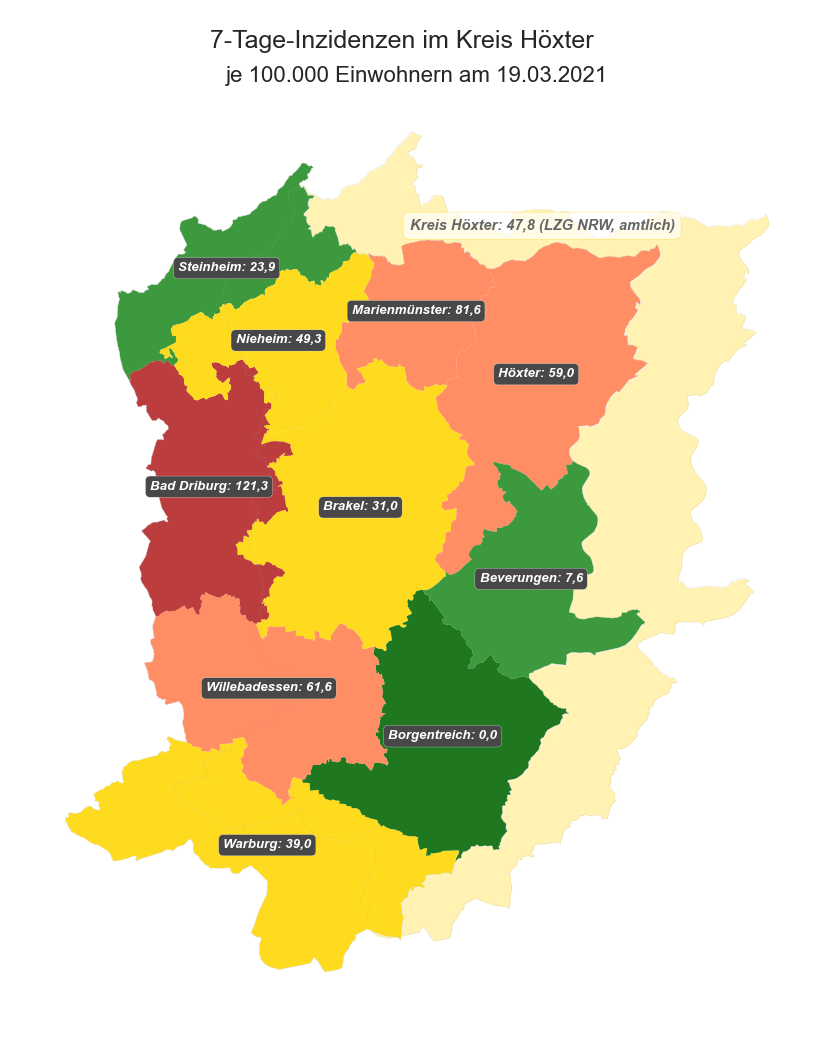 7-Tage-Inzidenzen im Kreis Höxter
je 100.000 Einwohnern am 19.03.2021
Kreis Höxter: 47,8 (LZG NRW, amtlich)
Steinheim: 23,9
Marienmünster: 81,6
Nieheim: 49,3
Höxter: 59,0
Bad Driburg: 121,3
Brakel: 31,0
Beverungen: 7,6
Willebadessen: 61,6
Borgentreich: 0,0
Warburg: 39,0